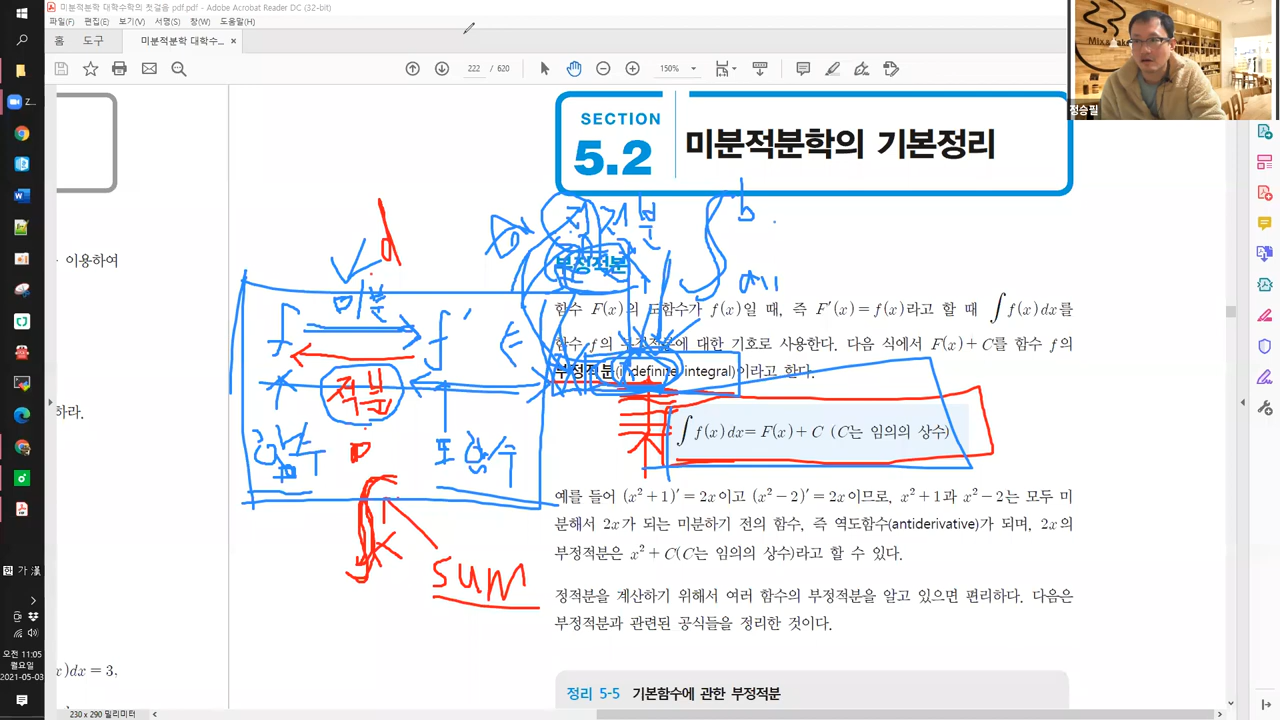 미분적분학 대학수학의 첫걸음 pdf.pdf - Adobe Acrobat Reader DC (32-bit)
파일(F) 편집(E) 보기(V) 서명(S) 창(W) 도움말(H)
홈 도구 미분적분학 대학수... ×
222 / 620 150%
정승필
Z...
SECTION
5.2 미분적분학의 기본정리
정적분
b
a
부정적분
함수 F(x)의 도함수가 f(x)일 때, 즉 F′(x)=f(x)라고 할 때 ∫f(x)dx를
함수 f의 부정적분에 대한 기호로 사용한다. 다음 식에서 F(x)+C를 함수 f의
부정적분(indefinite integral)이라고 한다.
∫f(x)dx=F(x)+C (C는 임의의 상수)
예를 들어 (x²+1)′=2x이고 (x²−2)′=2x이므로, x²+1과 x²−2는 모두 미
분해서 2x가 되는 미분하기 전의 함수, 즉 역도함수(antiderivative)가 되며, 2x의
부정적분은 x²+C(C는 임의의 상수)라고 할 수 있다.
정적분을 계산하기 위해서 여러 함수의 부정적분을 알고 있으면 편리하다. 다음은
부정적분과 관련된 공식들을 정리한 것이다.
정리 5-5 기본함수에 관한 부정적분
d
미분
f f′
적분
도함수
∫
sum
이용하여
하라.
x)dx=3,
한 가 漢
오전 11:05
월요일
2021-05-03
230 x 290 밀리미터